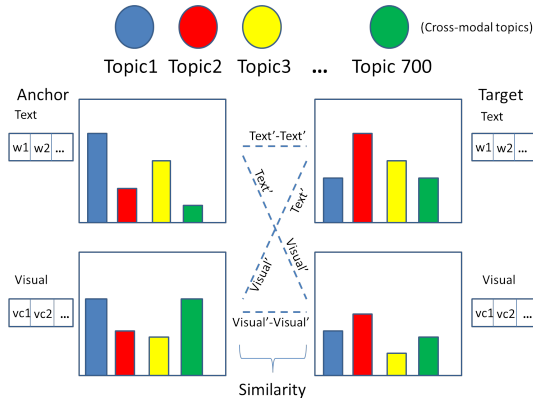 (Cross-modal topics)
Topic1 Topic2 Topic3 ... Topic 700
Anchor
Target
Text
Text
w1 w2 ...
Text'-Text'
w1 w2 ...
Text'
Text'
Visual'
Visual'
Visual
Visual
vc1 vc2 ...
Visual'-Visual'
vc1 vc2 ...
Similarity